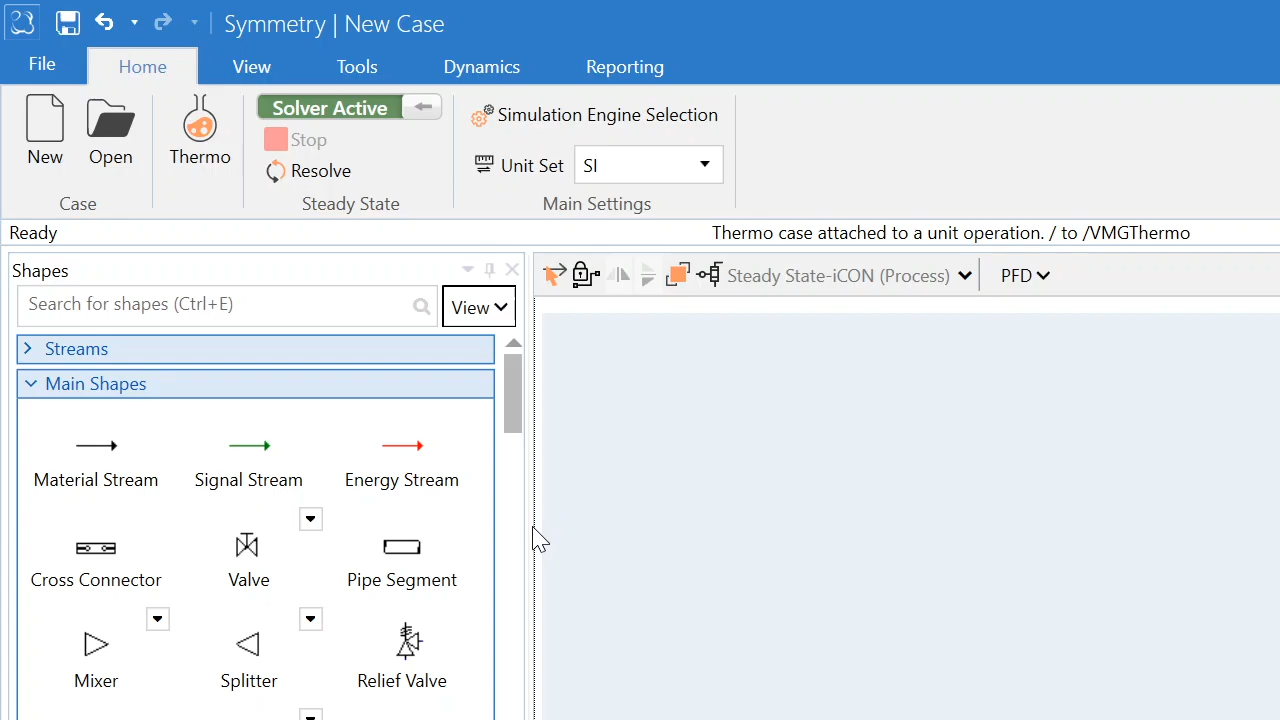 Symmetry | New Case
File
Home
View
Tools
Dynamics
Reporting
New
Open
Case
Thermo
Solver Active
Stop
Resolve
Steady State
Simulation Engine Selection
Unit Set
SI
Main Settings
Ready
Thermo case attached to a unit operation. / to /VMGThermo
Shapes
Search for shapes (Ctrl+E)
View
Streams
Main Shapes
Material Stream
Signal Stream
Energy Stream
Cross Connector
Valve
Pipe Segment
Mixer
Splitter
Relief Valve
Steady State-iCON (Process)
PFD